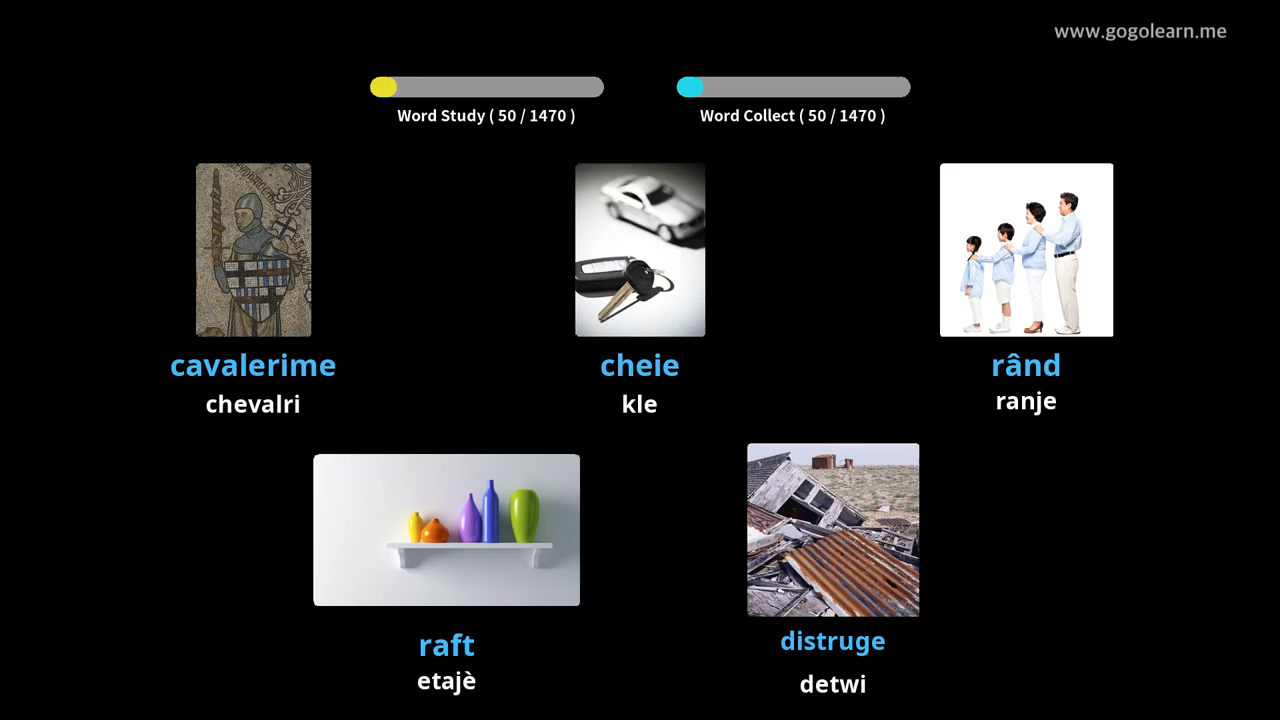 www.gogolearn.me
Word Study ( 50 / 1470 )
Word Collect ( 50 / 1470 )
cavalerime
chevalri
cheie
kle
rând
ranje
raft
etajè
distruge
detwi